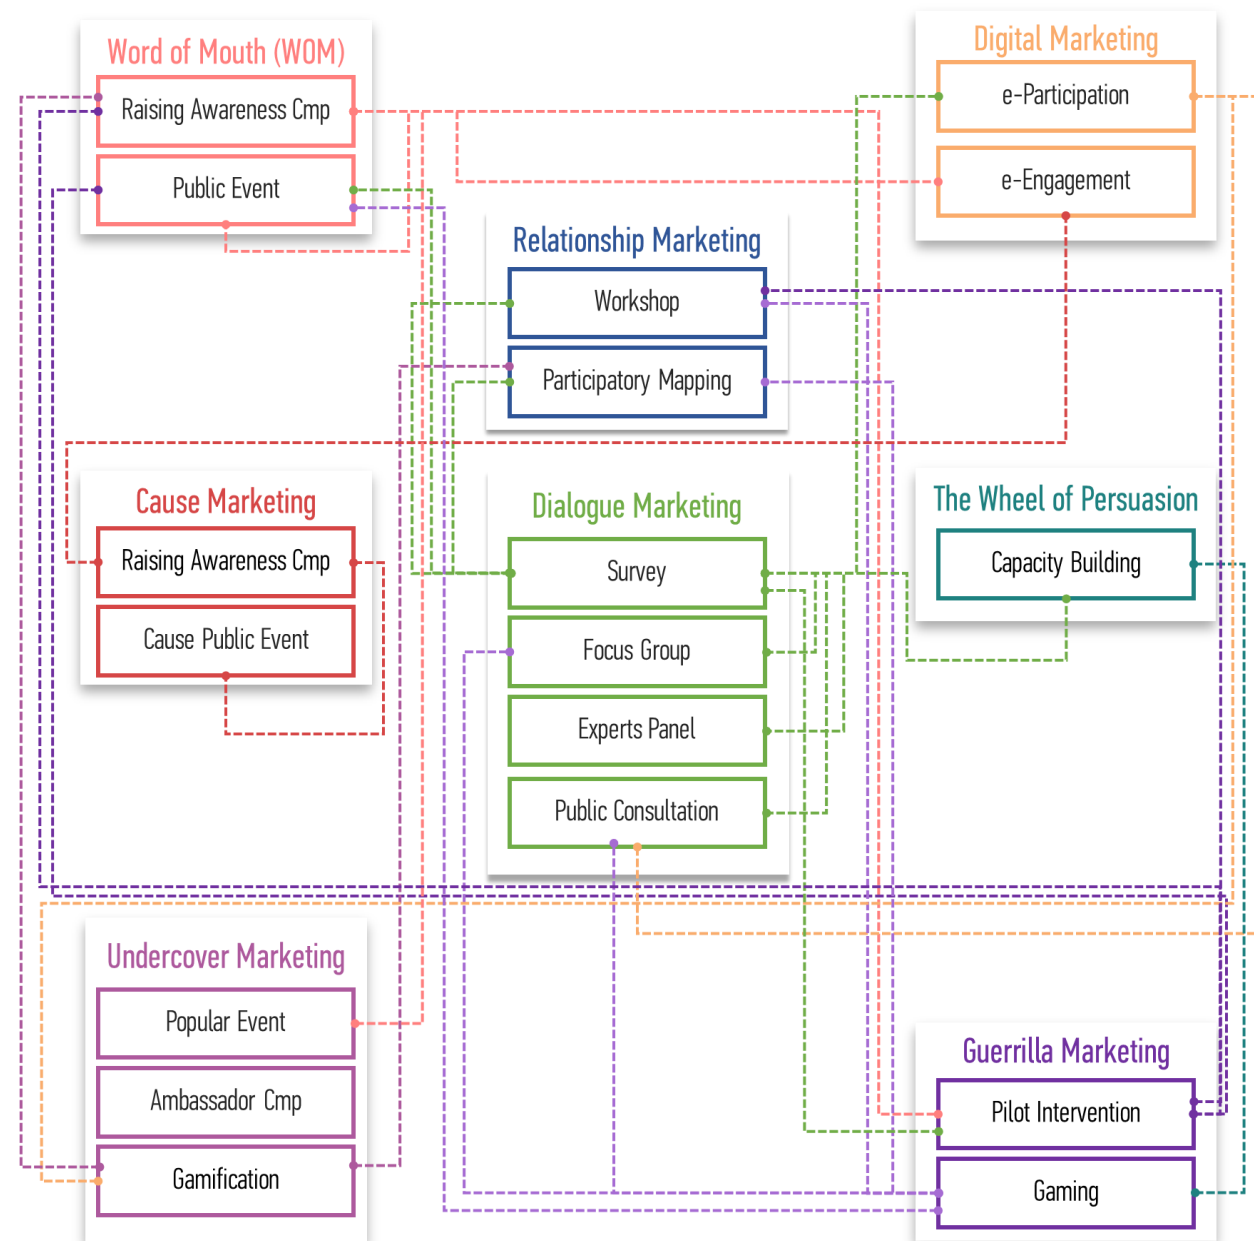 Word of Mouth (WOM)
Raising Awareness Cmp
Public Event
Digital Marketing
e-Participation
e-Engagement
Relationship Marketing
Workshop
Participatory Mapping
Cause Marketing
Raising Awareness Cmp
Cause Public Event
Dialogue Marketing
Survey
Focus Group
Experts Panel
Public Consultation
The Wheel of Persuasion
Capacity Building
Undercover Marketing
Popular Event
Ambassador Cmp
Gamification
Guerrilla Marketing
Pilot Intervention
Gaming